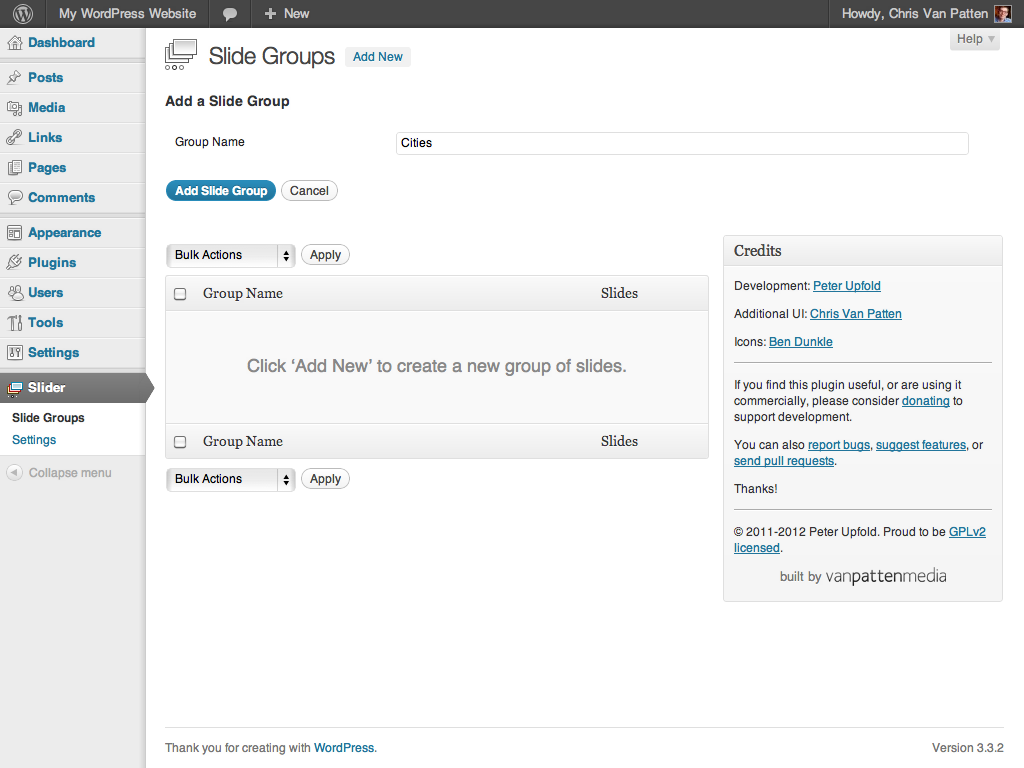 My WordPress Website
New
Howdy, Chris Van Patten
Dashboard
Posts
Media
Links
Pages
Comments
Appearance
Plugins
Users
Tools
Settings
Slider
Slide Groups
Settings
Collapse menu
Help
Slide Groups Add New
Add a Slide Group
Group Name Cities
Add Slide Group Cancel
Bulk Actions Apply
Group Name Slides
Click ‘Add New’ to create a new group of slides.
Group Name Slides
Bulk Actions Apply
Credits
Development: Peter Upfold
Additional UI: Chris Van Patten
Icons: Ben Dunkle
If you find this plugin useful, or are using it
commercially, please consider donating to
support development.
You can also report bugs, suggest features, or
send pull requests.
Thanks!
© 2011-2012 Peter Upfold. Proud to be GPLv2
licensed.
built by vanpattenmedia
Thank you for creating with WordPress.
Version 3.3.2